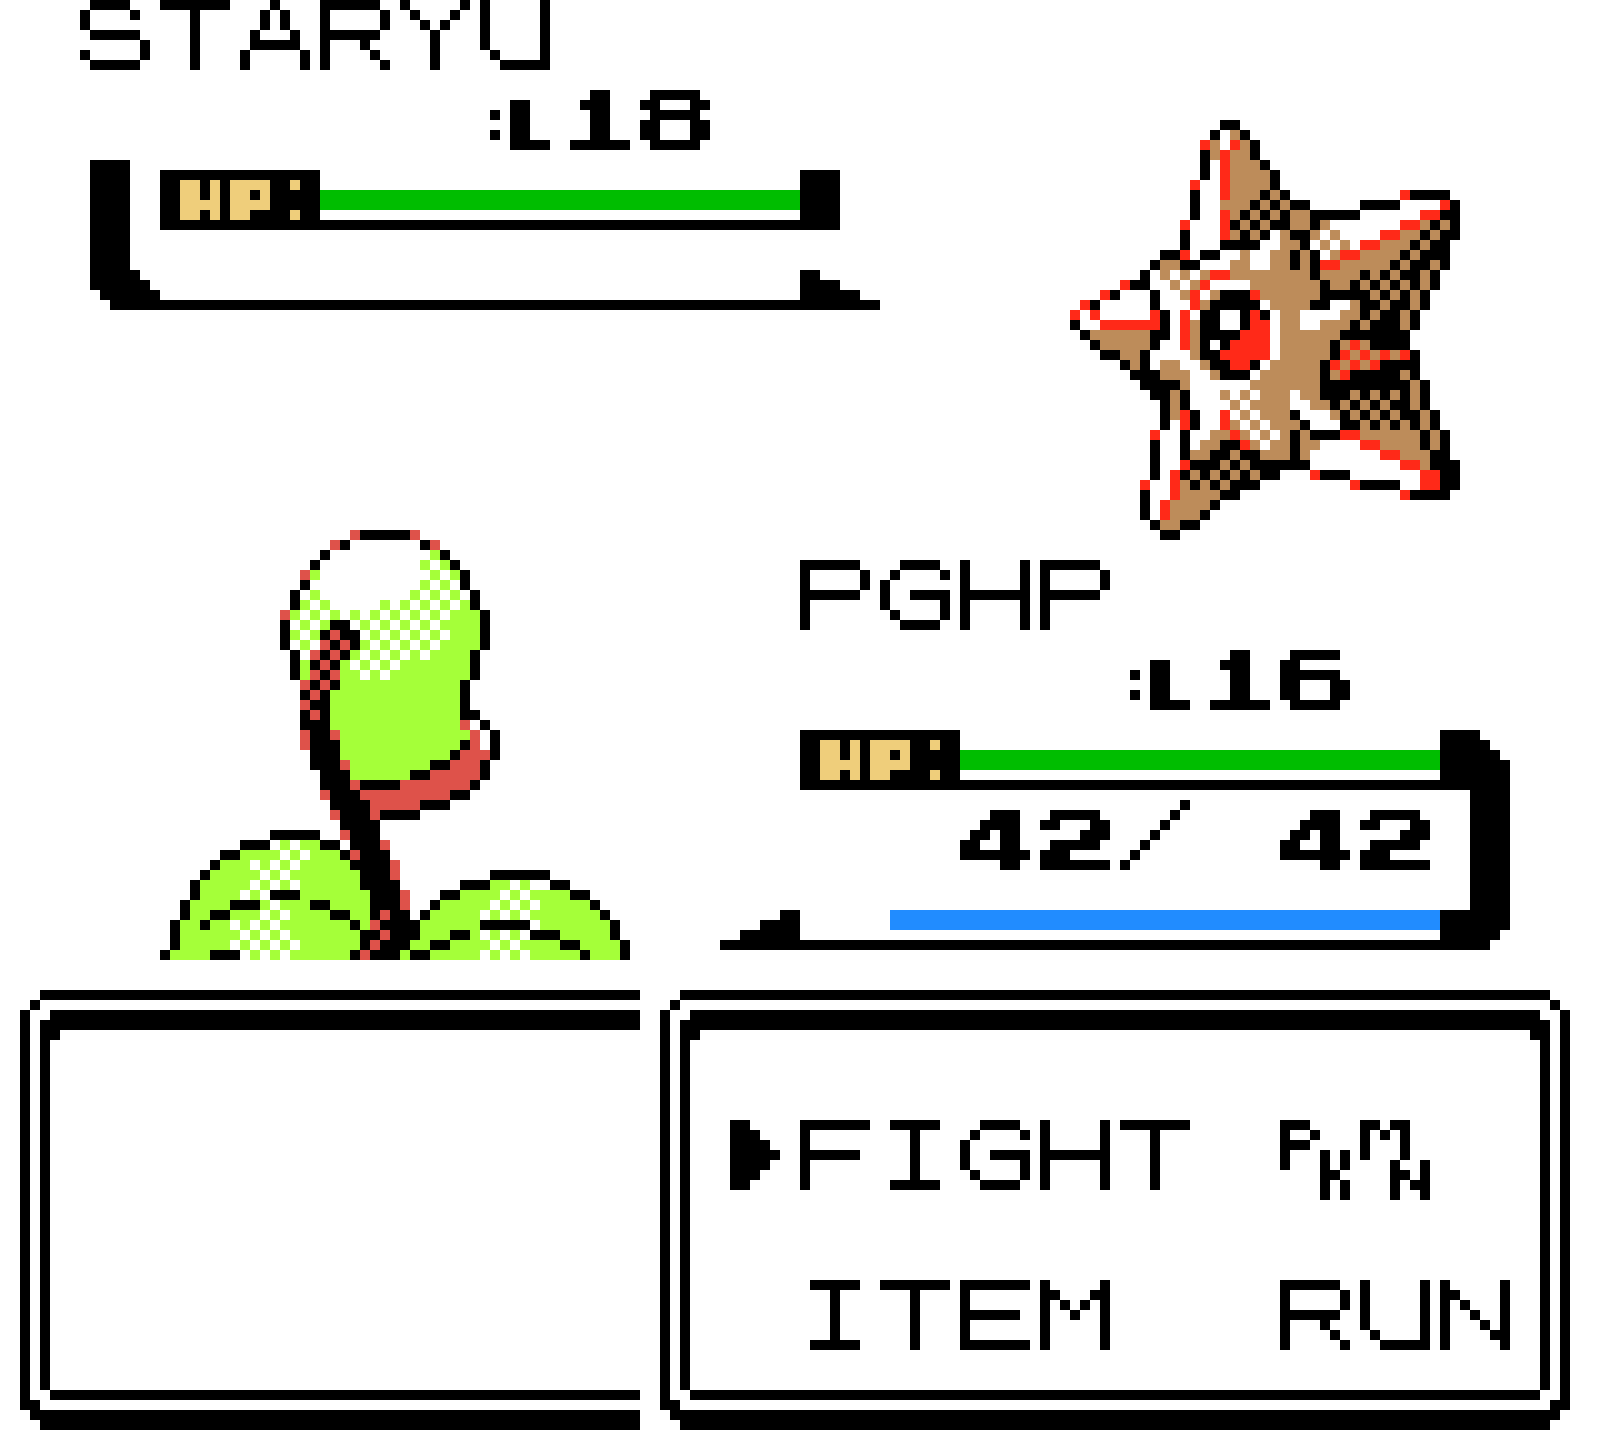 STARYU
:L18
HP:
PGHP
:L16
HP:
42/ 42
▶FIGHT PKMN
ITEM RUN